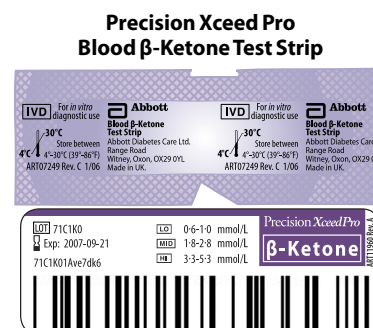 Precision Xceed Pro
Blood β-Ketone Test Strip
IVD For in vitro
diagnostic use
30°C
4°C
Store between
4°-30°C (39°-86°F)
ART07249 Rev. C 1/06
Abbott
Blood β-Ketone
Test Strip
Abbott Diabetes Care Ltd.
Range Road
Witney, Oxon, OX29 0YL
Made in UK.
IVD For in vitro
diagnostic use
30°C
4°C
Store between
4°-30°C (39°-86°F)
ART07249 Rev. C 1/06
Abbott
Blood β-Ketone
Test Strip
Abbott Diabetes Care
Range Road
Witney, Oxon, OX29
Made in UK.
LOT 71C1K0
Exp: 2007-09-21
71C1K01Ave7dk6
LO 0·6-1·0 mmol/L
MID 1·8-2·8 mmol/L
HI 3·3-5·3 mmol/L
Precision XceedPro
β-Ketone
ART11960 Rev. A